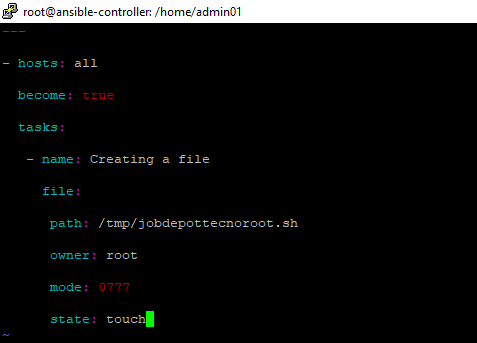 root@ansible-controller: /home/admin01
---
- hosts: all
  become: true
  tasks:
   - name: Creating a file
     file:
      path: /tmp/jobdepottecnoroot.sh
      owner: root
      mode: 0777
      state: touch
~